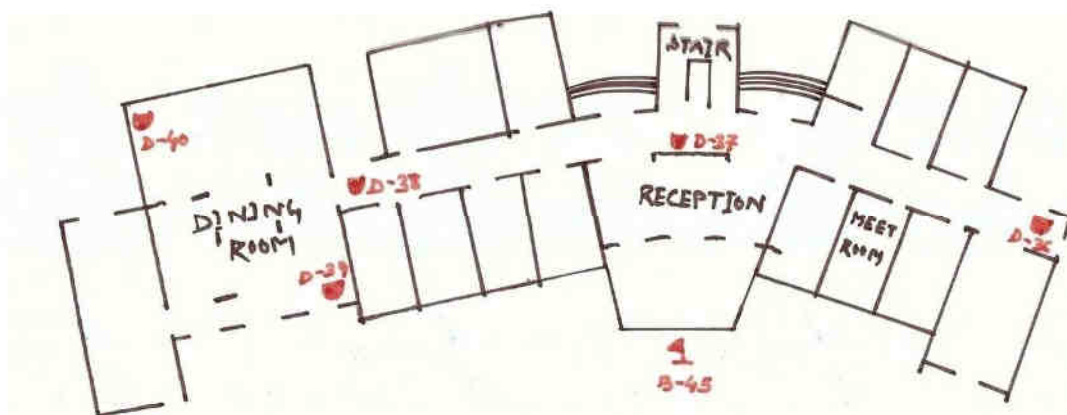 STAIR
D-40
D-37
D-38
RECEPTION
DINING
ROOM
MEET
ROOM
D-36
D-39
B-45